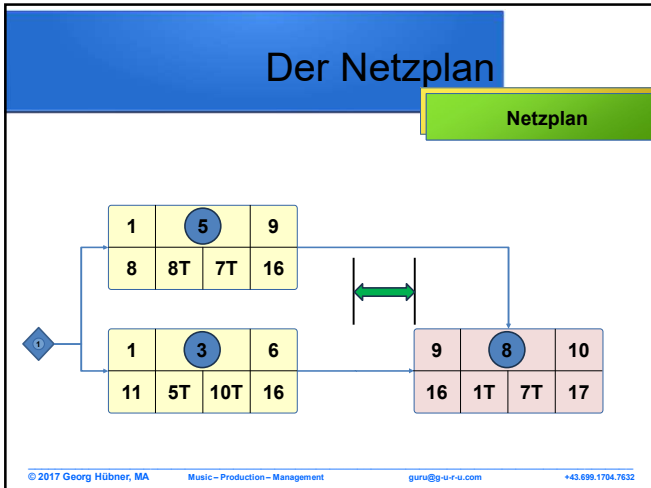 Der Netzplan
Netzplan
1 5 9
8 8T 7T 16
1
1 3 6
11 5T 10T 16
9 8 10
16 1T 7T 17
© 2017 Georg Hübner, MA Music – Production – Management guru@g-u-r-u.com +43.699.1704.7632